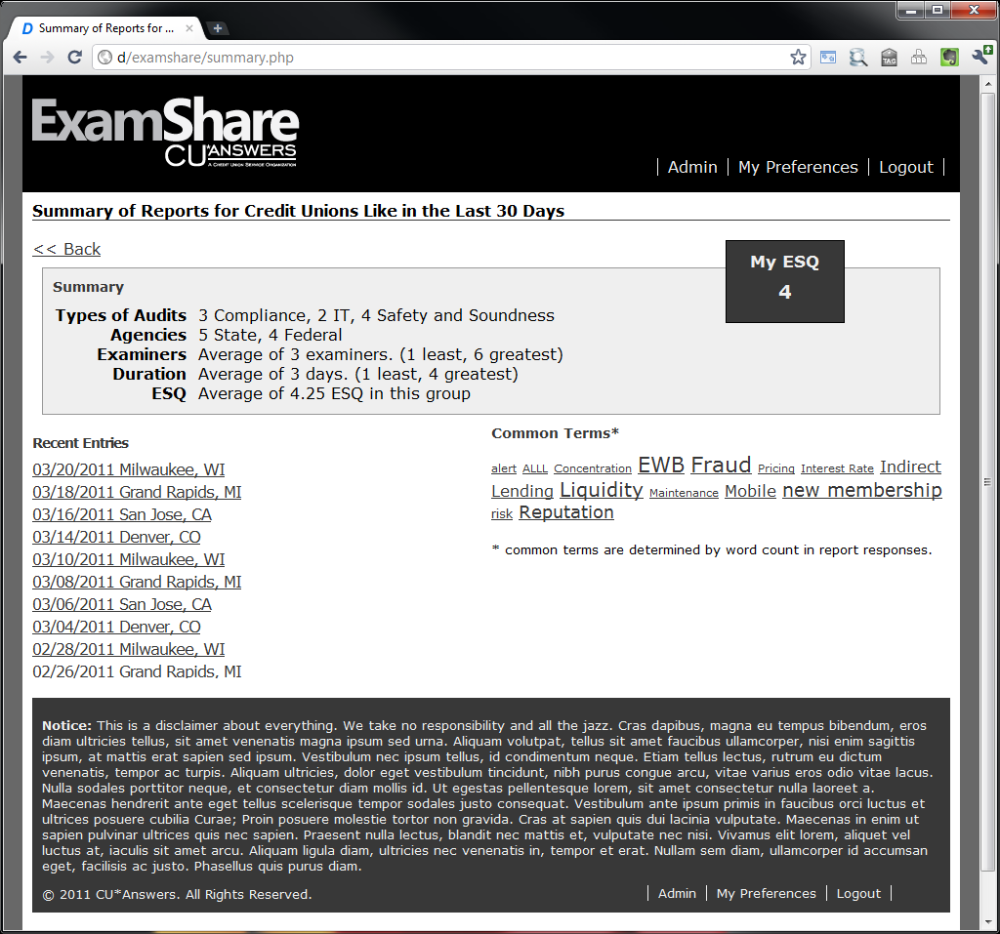 Summary of Reports for ...
d/examshare/summary.php
TAG
ExamShare
CU*ANSWERS
A CREDIT UNION SERVICE ORGANIZATION
Admin | My Preferences | Logout
Summary of Reports for Credit Unions Like in the Last 30 Days
<< Back
My ESQ
4
Summary
Types of Audits 3 Compliance, 2 IT, 4 Safety and Soundness
Agencies 5 State, 4 Federal
Examiners Average of 3 examiners. (1 least, 6 greatest)
Duration Average of 3 days. (1 least, 4 greatest)
ESQ Average of 4.25 ESQ in this group
Recent Entries
03/20/2011 Milwaukee, WI
03/18/2011 Grand Rapids, MI
03/16/2011 San Jose, CA
03/14/2011 Denver, CO
03/10/2011 Milwaukee, WI
03/08/2011 Grand Rapids, MI
03/06/2011 San Jose, CA
03/04/2011 Denver, CO
02/28/2011 Milwaukee, WI
02/26/2011 Grand Rapids, MI
Common Terms*
alert ALLL Concentration EWB Fraud Pricing Interest Rate Indirect
Lending Liquidity Maintenance Mobile new membership
risk Reputation
* common terms are determined by word count in report responses.
Notice: This is a disclaimer about everything. We take no responsibility and all the jazz. Cras dapibus, magna eu tempus bibendum, eros
diam ultricies tellus, sit amet venenatis magna ipsum sed urna. Aliquam volutpat, tellus sit amet faucibus ullamcorper, nisi enim sagittis
ipsum, at mattis erat sapien sed ipsum. Vestibulum nec ipsum tellus, id condimentum neque. Etiam tellus lectus, rutrum eu dictum
venenatis, tempor ac turpis. Aliquam ultricies, dolor eget vestibulum tincidunt, nibh purus congue arcu, vitae varius eros odio vitae lacus.
Nulla sodales porttitor neque, et consectetur diam mollis id. Ut egestas pellentesque lorem, sit amet consectetur nulla laoreet a.
Maecenas hendrerit ante eget tellus scelerisque tempor sodales justo consequat. Vestibulum ante ipsum primis in faucibus orci luctus et
ultrices posuere cubilia Curae; Proin posuere molestie tortor non gravida. Cras at sapien quis dui lacinia vulputate. Maecenas in enim ut
sapien pulvinar ultrices quis nec sapien. Praesent nulla lectus, blandit nec mattis et, vulputate nec nisi. Vivamus elit lorem, aliquet vel
luctus at, iaculis sit amet arcu. Aliquam ligula diam, ultricies nec venenatis in, tempor et erat. Nullam sem diam, ullamcorper id accumsan
eget, facilisis ac justo. Phasellus quis purus diam.
© 2011 CU*Answers. All Rights Reserved.
Admin | My Preferences | Logout